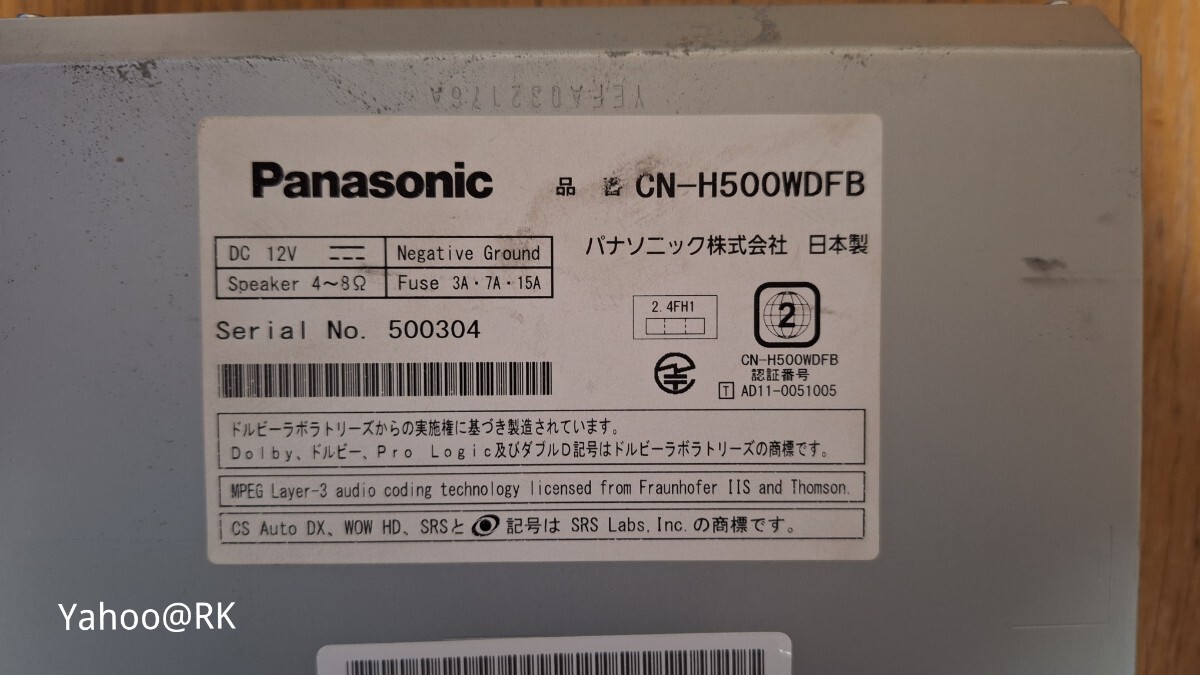 YEFA032176A
Panasonic 品番 CN-H500WDFB
DC 12V Negative Ground
Speaker 4～8Ω Fuse 3A・7A・15A
パナソニック株式会社 日本製
Serial No. 500304
2.4FH1
2
CN-H500WDFB
認証番号
T AD11-0051005
ドルビーラボラトリーズからの実施権に基づき製造されています。
Dolby、ドルビー、Pro Logic及びダブルD記号はドルビーラボラトリーズの商標です。
MPEG Layer-3 audio coding technology licensed from Fraunhofer IIS and Thomson.
CS Auto DX、WOW HD、SRSと 記号は SRS Labs,Inc.の商標です。
Yahoo@RK